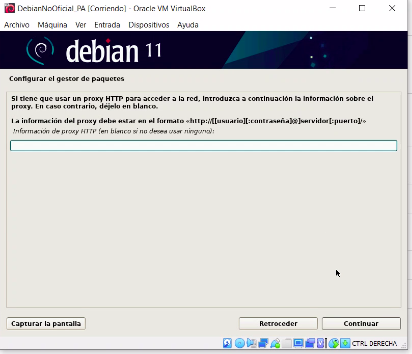 DebianNoOficial_PA [Corriendo] - Oracle VM VirtualBox
Archivo Máquina Ver Entrada Dispositivos Ayuda
debian 11
Configurar el gestor de paquetes
Si tiene que usar un proxy HTTP para acceder a la red, introduzca a continuación la información sobre el
proxy. En caso contrario, déjelo en blanco.
La información del proxy debe estar en el formato «http://[[usuario][:contraseña]@]servidor[:puerto]/»
Información de proxy HTTP (en blanco si no desea usar ninguno):
Capturar la pantalla Retroceder Continuar
CTRL DERECHA